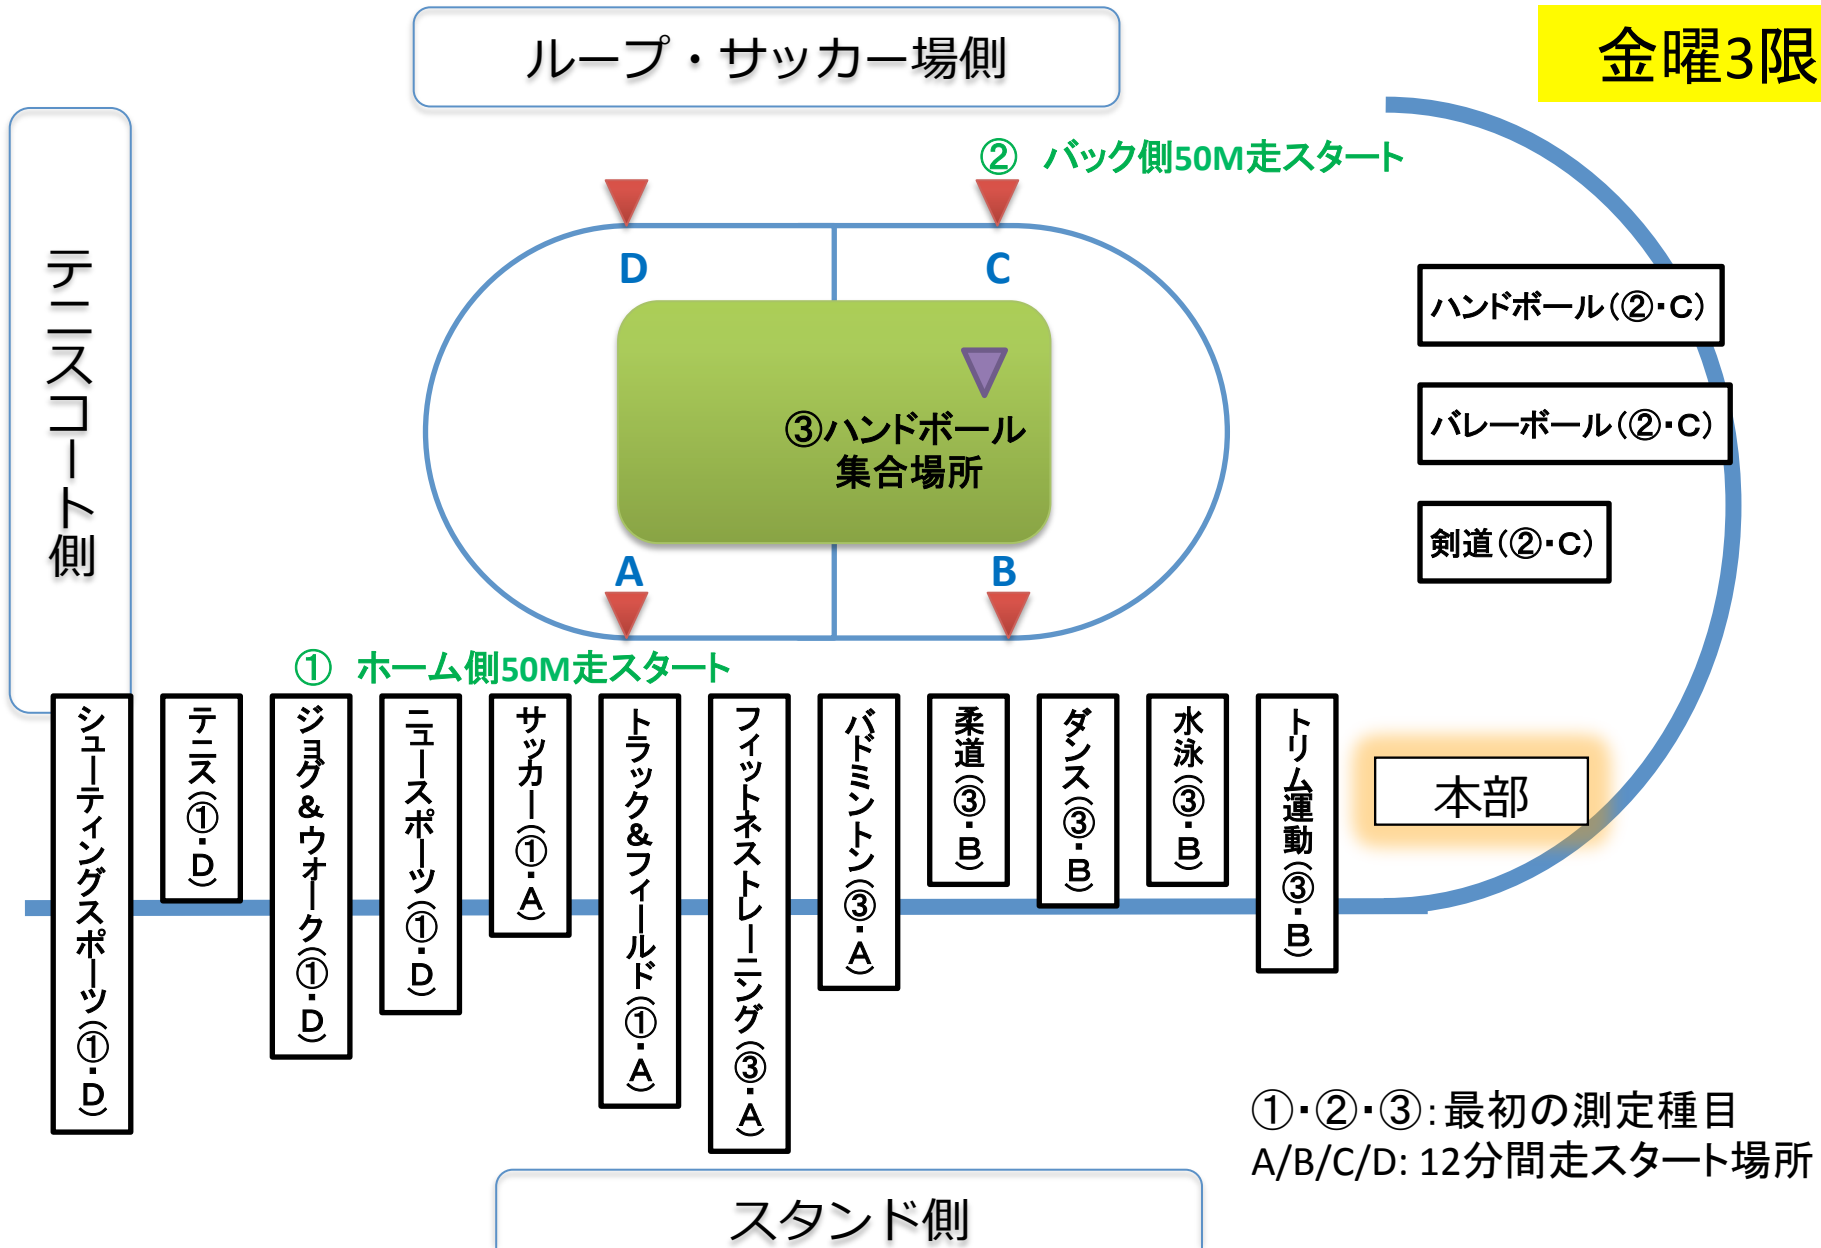 ループ・サッカー場側
金曜3限
② バック側50M走スタート
テニスコート側
D
C
ハンドボール(②・C)
③ハンドボール
集合場所
バレーボール(②・C)
剣道(②・C)
A
B
① ホーム側50M走スタート
シューティングスポーツ(①・D)
テニス(①・D)
ジョグ&ウオーク(①・D)
ニュースポーツ(①・D)
サッカー(①・A)
トラック&フィールド(①・A)
フィットネストレーニング(③・A)
バドミントン(③・A)
柔道(③・B)
ダンス(③・B)
水泳(③・B)
トリム運動(③・B)
本部
①・②・③:最初の測定種目
A/B/C/D: 12分間走スタート場所
スタンド側